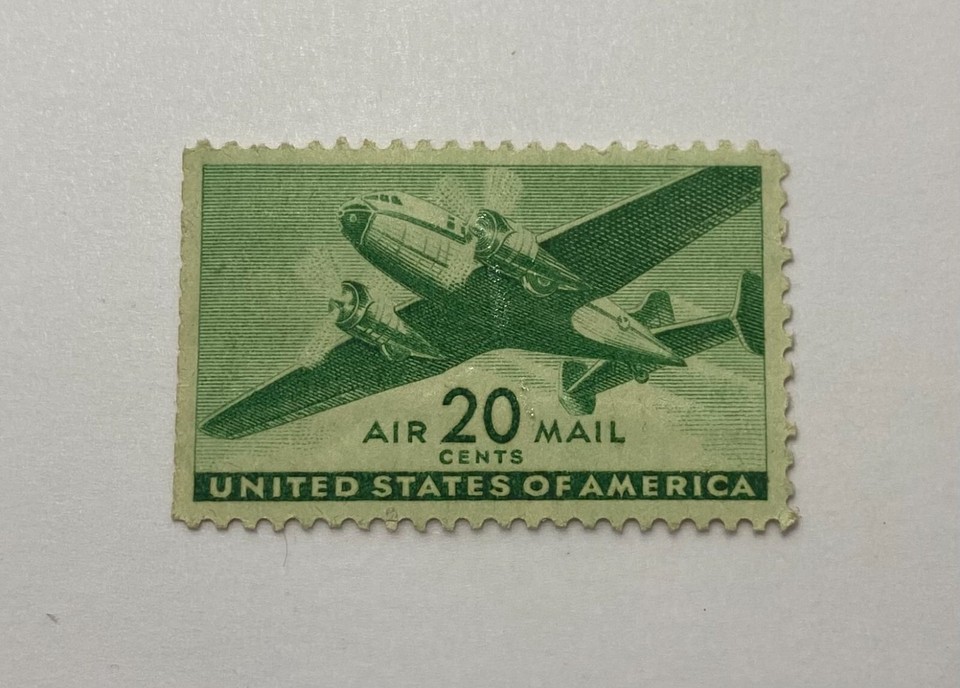 AIR 20 MAIL
CENTS
UNITED STATES OF AMERICA